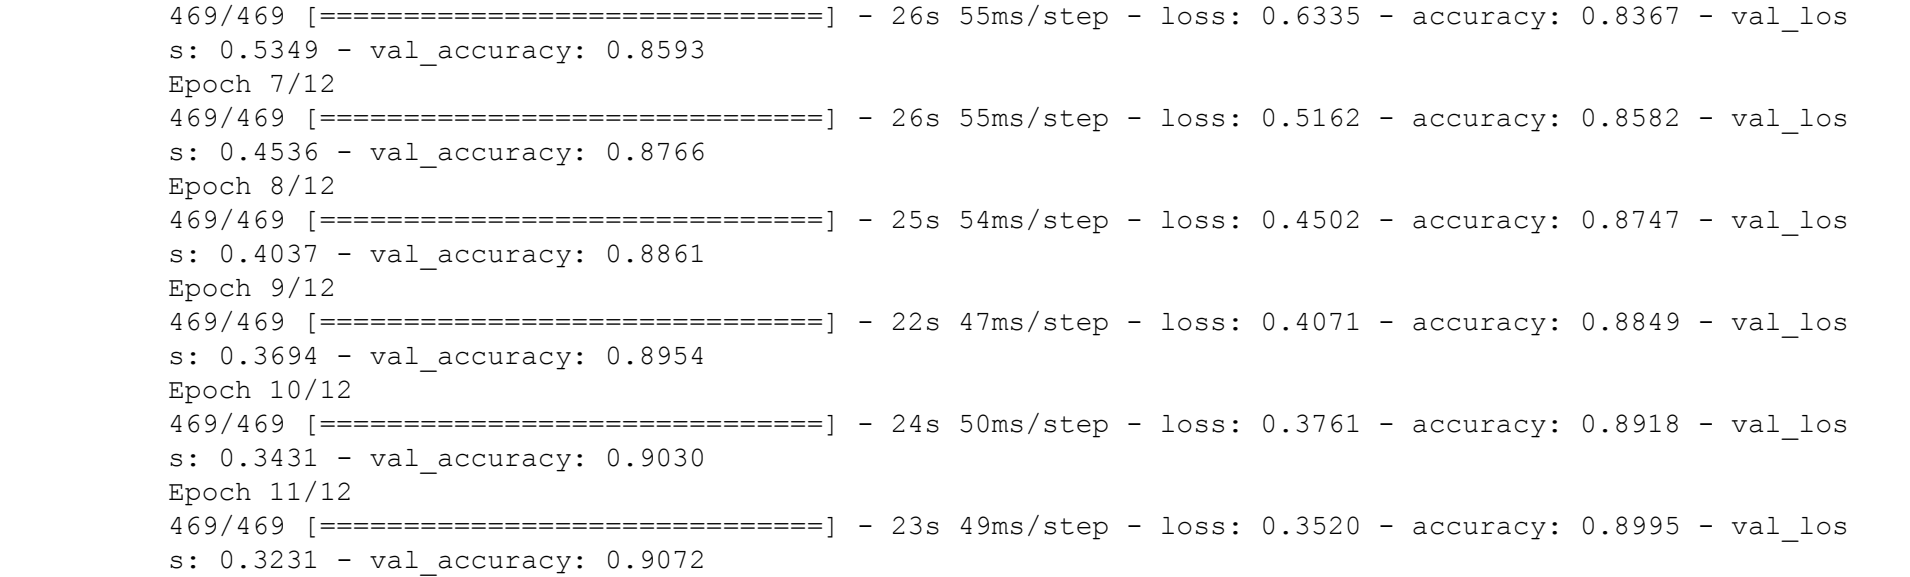 469/469 [==============================] - 26s 55ms/step - loss: 0.6335 - accuracy: 0.8367 - val_los
s: 0.5349 - val_accuracy: 0.8593
Epoch 7/12
469/469 [==============================] - 26s 55ms/step - loss: 0.5162 - accuracy: 0.8582 - val_los
s: 0.4536 - val_accuracy: 0.8766
Epoch 8/12
469/469 [==============================] - 25s 54ms/step - loss: 0.4502 - accuracy: 0.8747 - val_los
s: 0.4037 - val_accuracy: 0.8861
Epoch 9/12
469/469 [==============================] - 22s 47ms/step - loss: 0.4071 - accuracy: 0.8849 - val_los
s: 0.3694 - val_accuracy: 0.8954
Epoch 10/12
469/469 [==============================] - 24s 50ms/step - loss: 0.3761 - accuracy: 0.8918 - val_los
s: 0.3431 - val_accuracy: 0.9030
Epoch 11/12
469/469 [==============================] - 23s 49ms/step - loss: 0.3520 - accuracy: 0.8995 - val_los
s: 0.3231 - val_accuracy: 0.9072